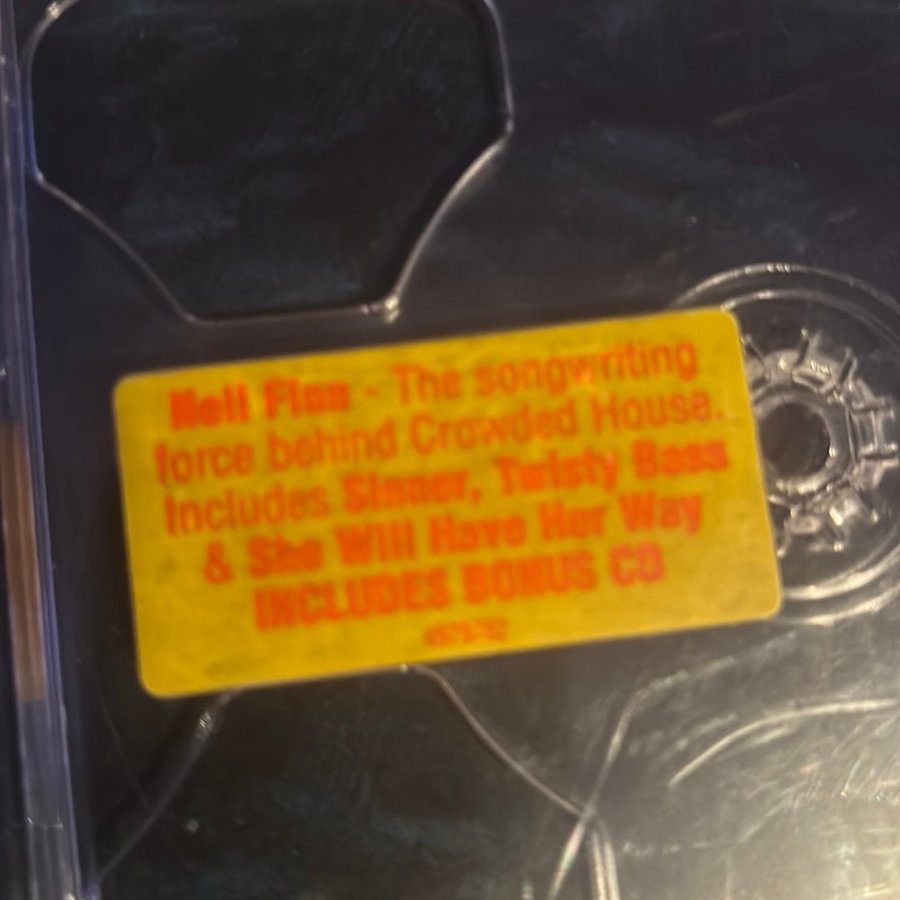 Neil Finn - The songwriting
force behind Crowded House.
Includes Sinner, Twisty Bass
& She Will Have Her Way
INCLUDES BONUS CD